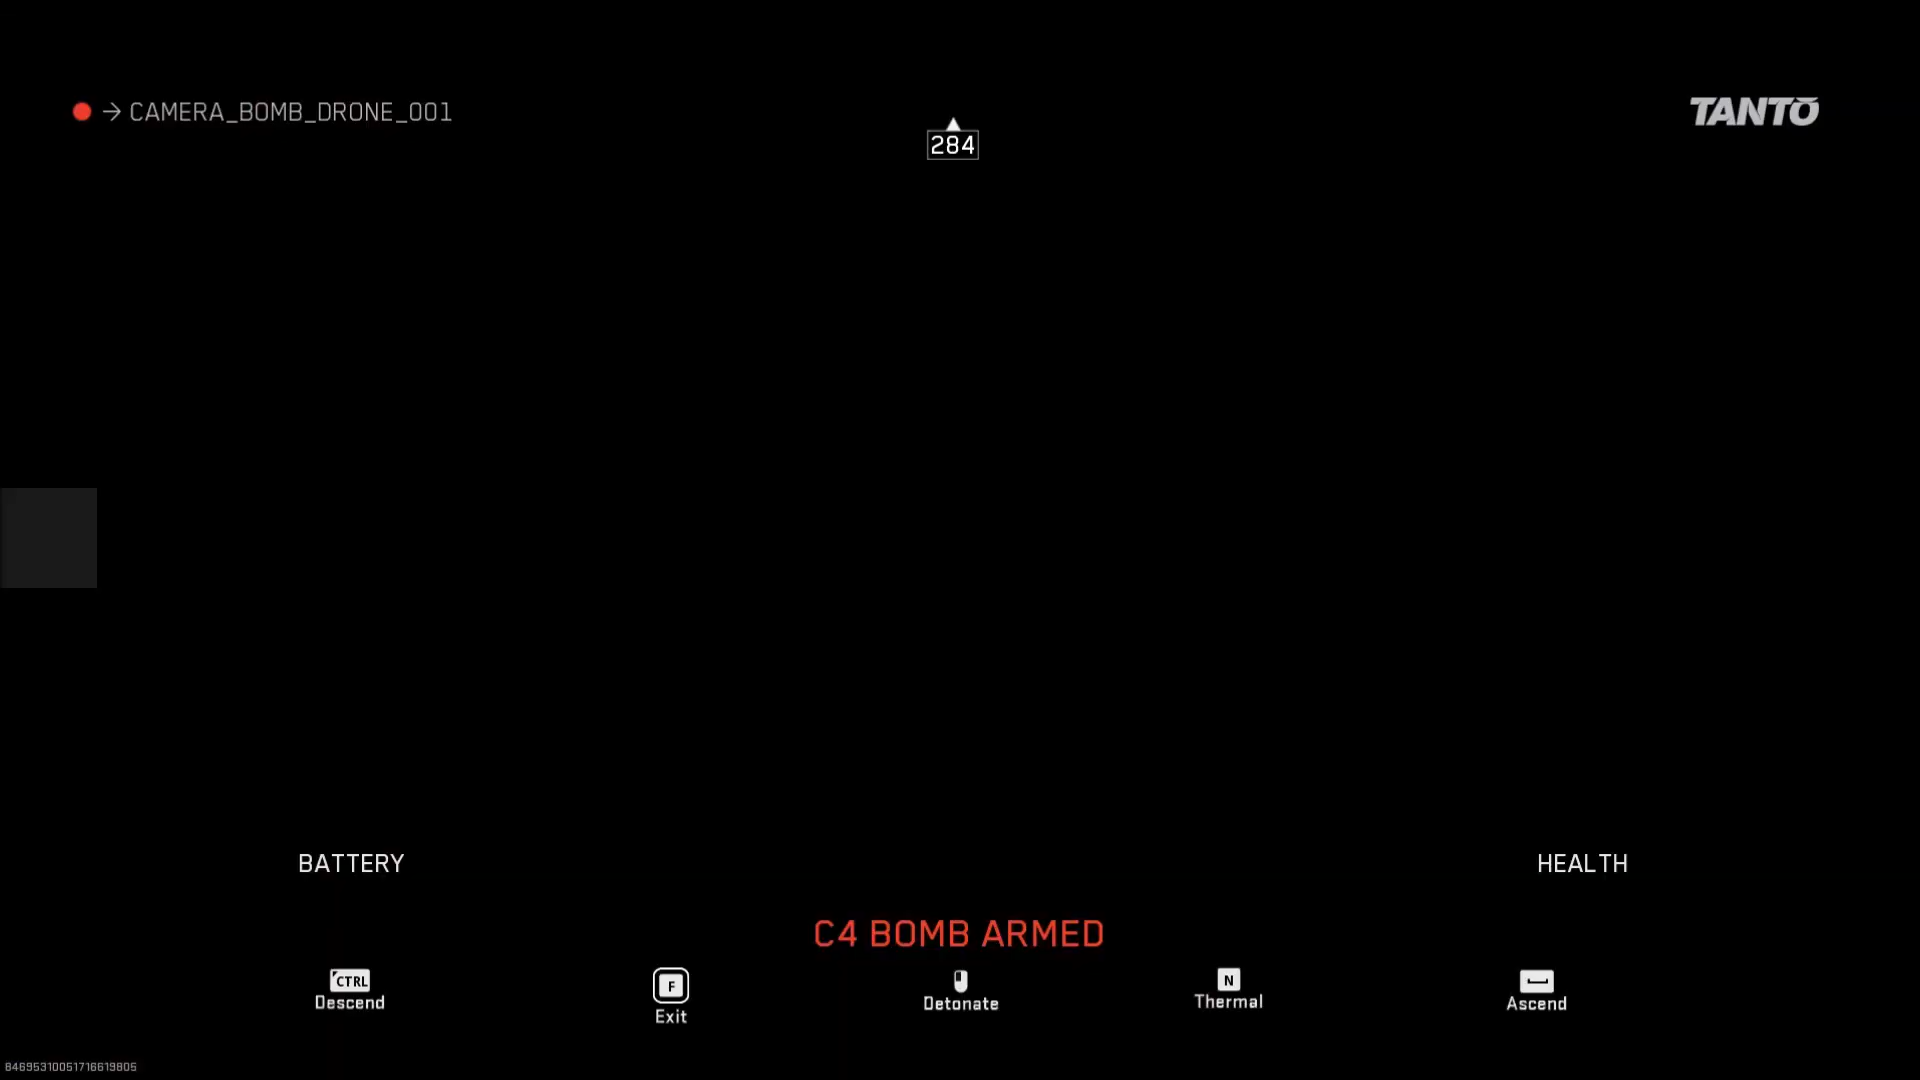 → CAMERA_BOMB_DRONE_001
TANTO
284
BATTERY
HEALTH
C4 BOMB ARMED
CTRL
Descend
F
Exit
Detonate
N
Thermal
Ascend
84695310051716619805